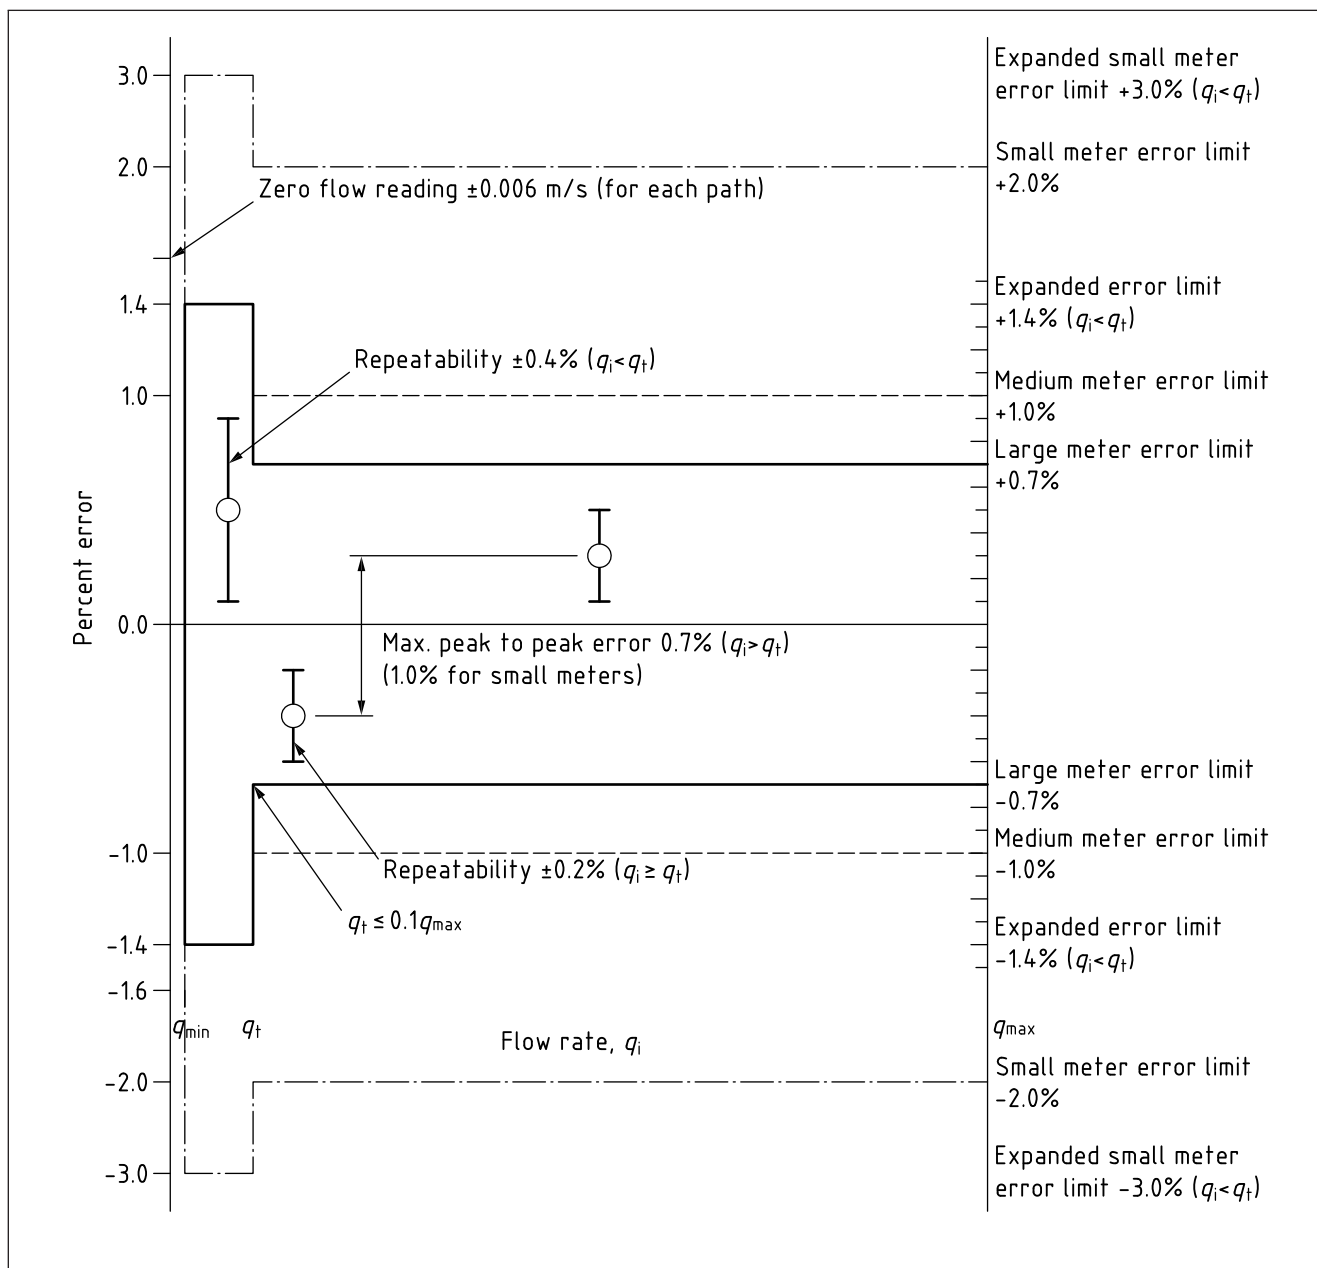 3.0
2.0
1.4
1.0
0.0
-1.0
-1.4
-1.6
-2.0
-3.0
Percent error
Zero flow reading ±0.006 m/s (for each path)
Repeatability ±0.4% (qi<qt)
Max. peak to peak error 0.7% (qi>qt)
(1.0% for small meters)
Repeatability ±0.2% (qi≥ qt)
qt ≤ 0.1qmax
qmin
qt
Flow rate, qi
qmax
Expanded small meter
error limit +3.0% (qi<qt)
Small meter error limit
+2.0%
Expanded error limit
+1.4% (qi<qt)
Medium meter error limit
+1.0%
Large meter error limit
+0.7%
Large meter error limit
-0.7%
Medium meter error limit
-1.0%
Expanded error limit
-1.4% (qi<qt)
Small meter error limit
-2.0%
Expanded small meter
error limit -3.0% (qi<qt)